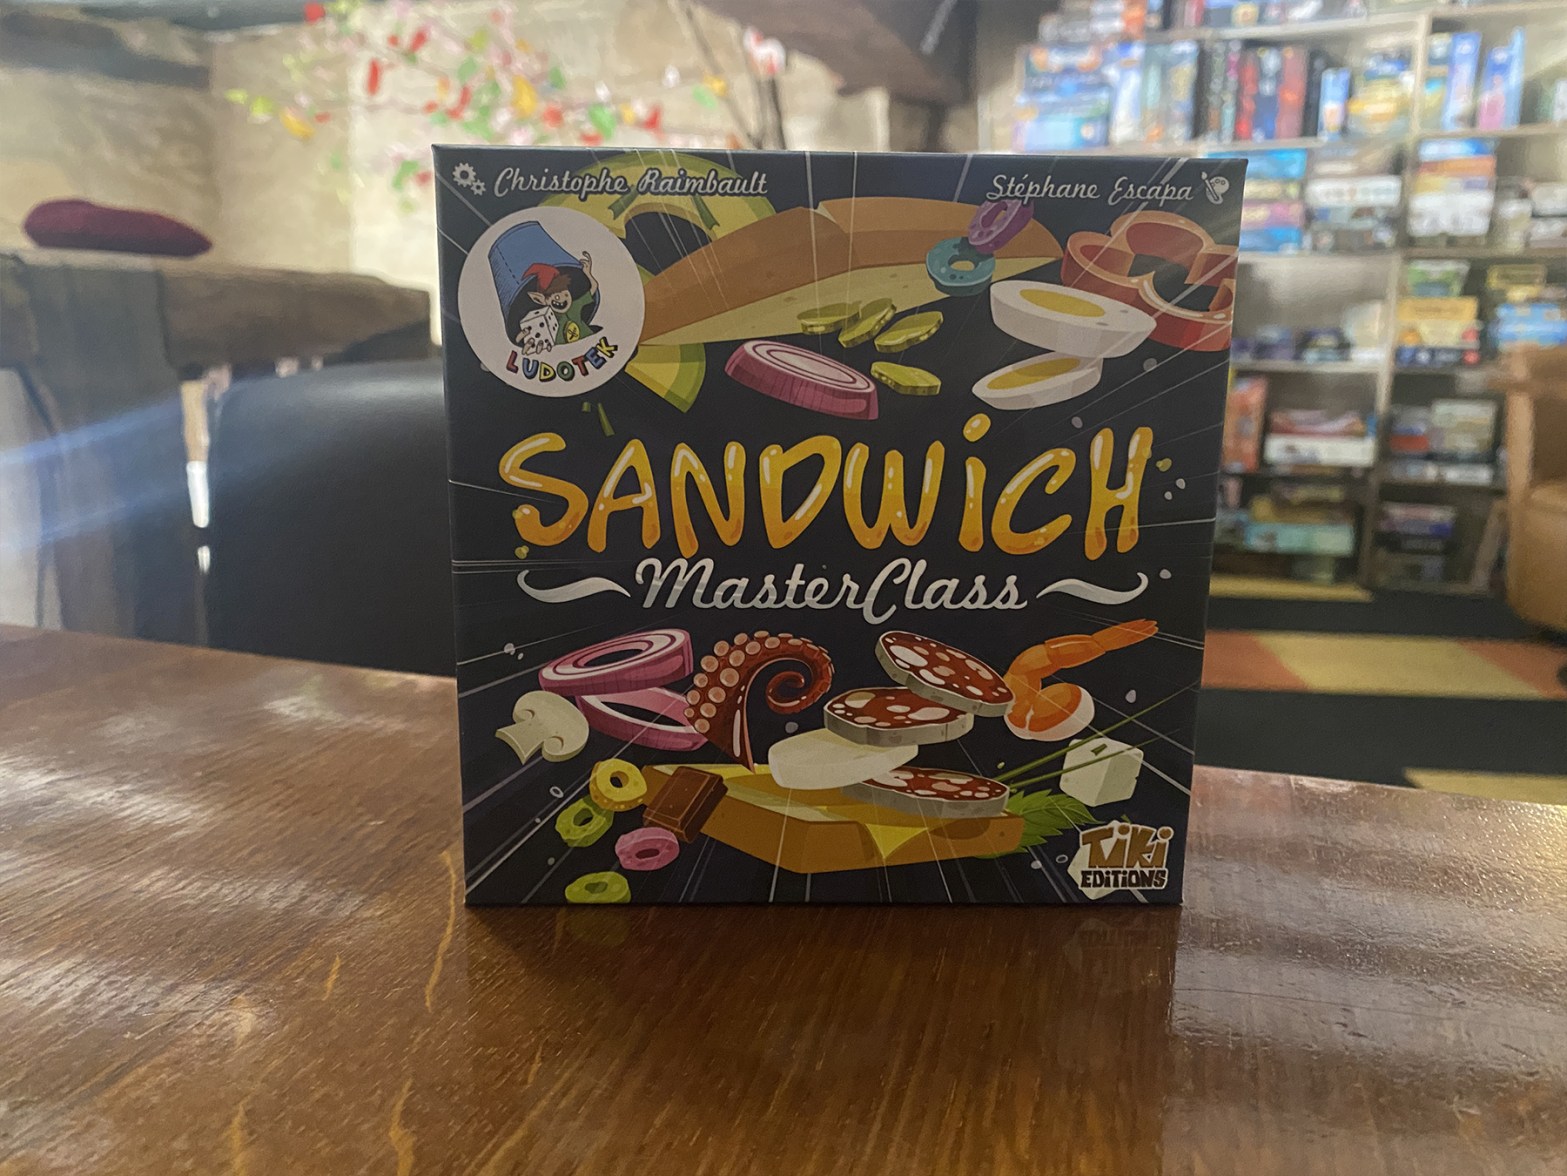 Christophe Raimbault
Stéphane Escapa
LUDOTEK
SANDWiCH
MasterClass
Tiki
EDITIONS